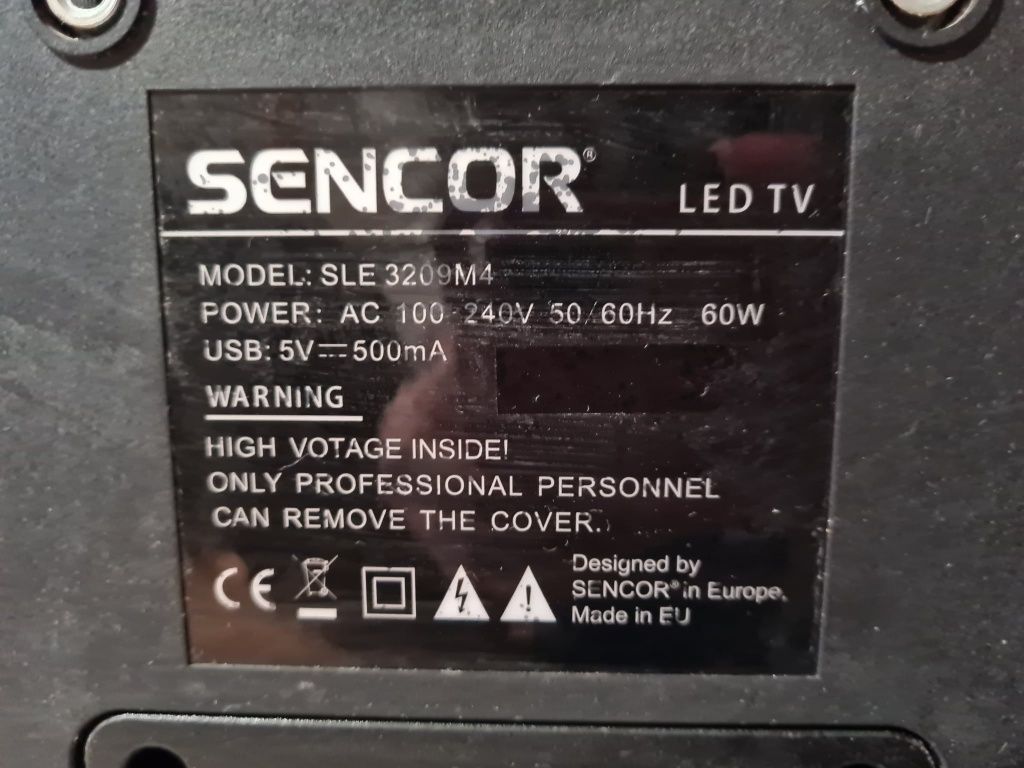 SENCOR®
LED TV
MODEL: SLE 3209M4
POWER: AC 100-240V 50/60Hz 60W
USB: 5V⎓500mA
WARNING
HIGH VOTAGE INSIDE!
ONLY PROFESSIONAL PERSONNEL
CAN REMOVE THE COVER.
CE
Designed by
SENCOR® in Europe,
Made in EU